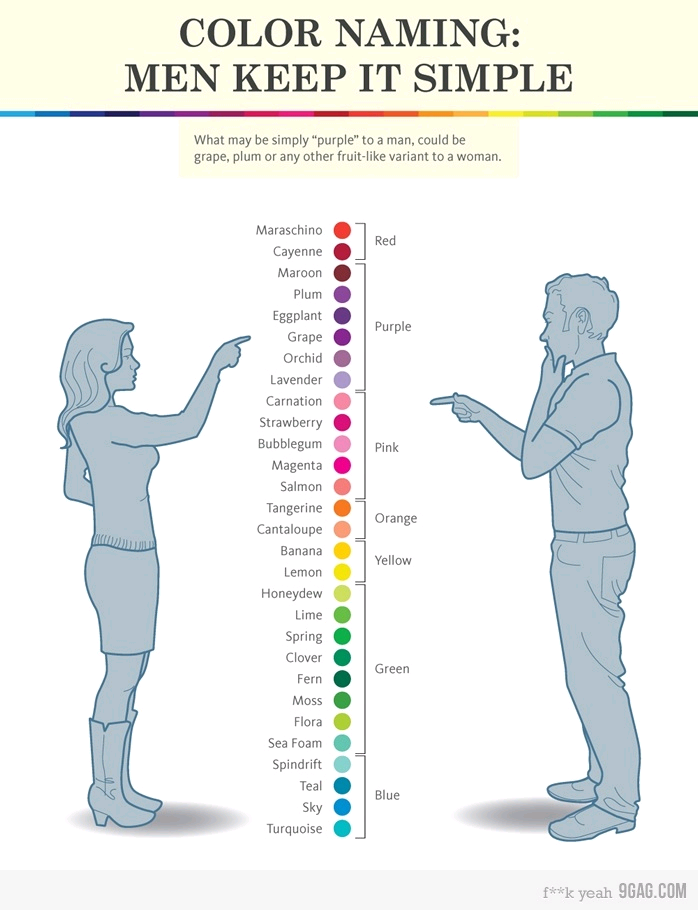 COLOR NAMING:
MEN KEEP IT SIMPLE
What may be simply “purple” to a man, could be
grape, plum or any other fruit-like variant to a woman.
Maraschino
Cayenne
Red
Maroon
Plum
Eggplant
Grape
Orchid
Lavender
Purple
Carnation
Strawberry
Bubblegum
Magenta
Salmon
Pink
Tangerine
Cantaloupe
Orange
Banana
Lemon
Yellow
Honeydew
Lime
Spring
Clover
Fern
Moss
Flora
Sea Foam
Green
Spindrift
Teal
Sky
Turquoise
Blue
f**k yeah 9GAG.COM